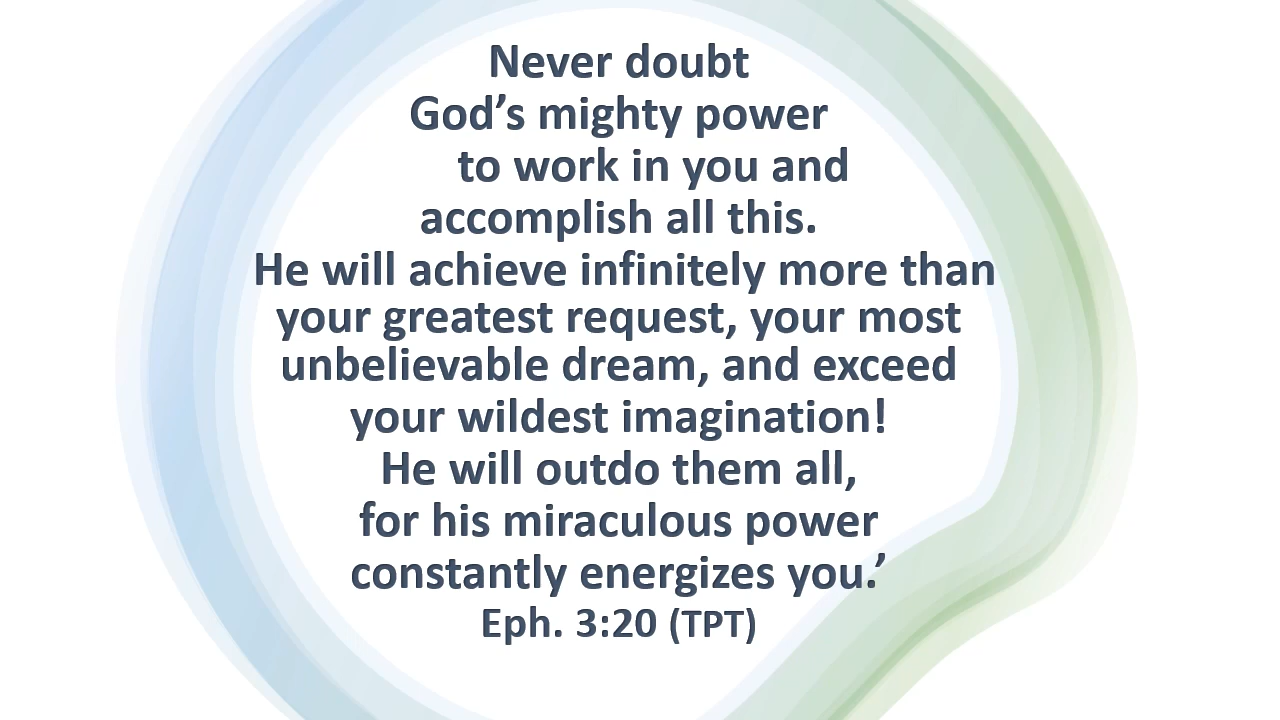 Never doubt
God’s mighty power
to work in you and
accomplish all this.
He will achieve infinitely more than
your greatest request, your most
unbelievable dream, and exceed
your wildest imagination!
He will outdo them all,
for his miraculous power
constantly energizes you.’
Eph. 3:20 (TPT)